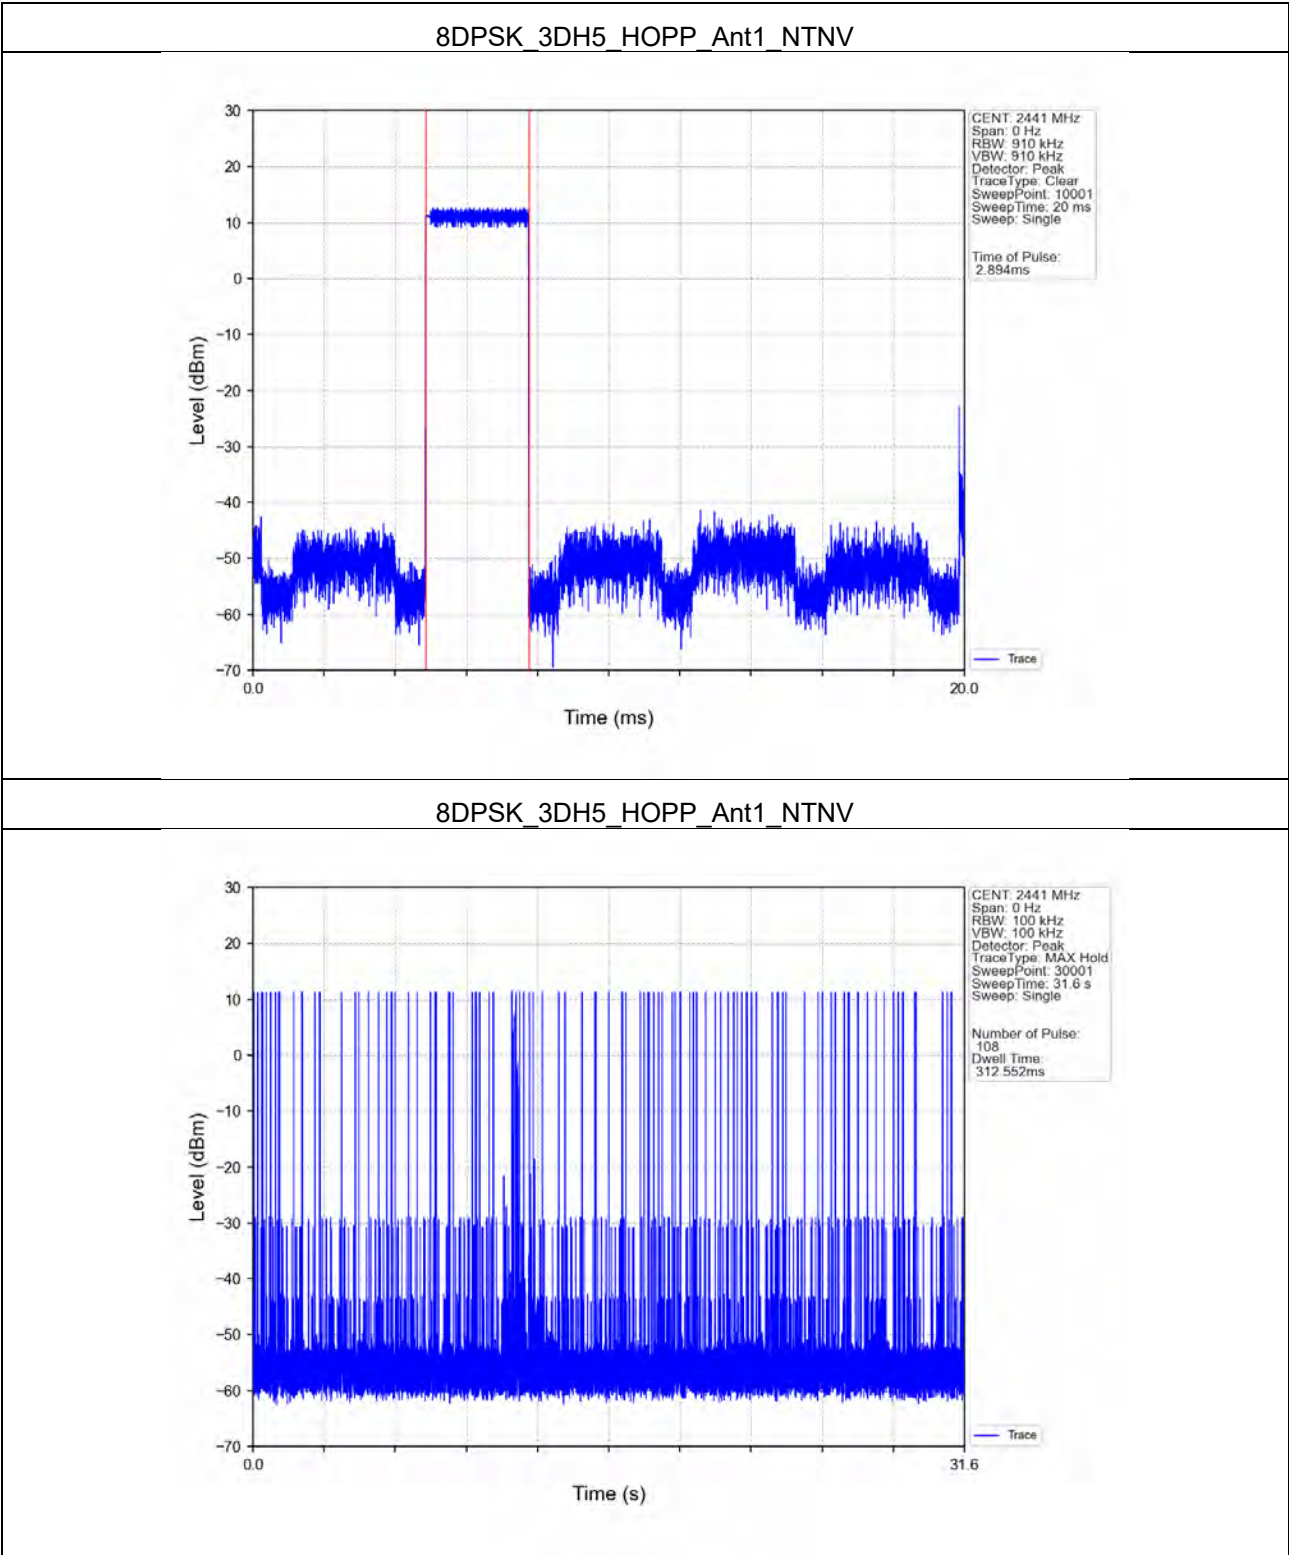 8DPSK_3DH5_HOPP_Ant1_NTNV
30
20
10
0
−10
−20
−30
−40
−50
−60
−70
Level (dBm)
0.0
20.0
Time (ms)
CENT: 2441 MHz
Span: 0 Hz
RBW: 910 kHz
VBW: 910 kHz
Detector: Peak
TraceType: Clear
SweepPoint: 10001
SweepTime: 20 ms
Sweep: Single
Time of Pulse:
2.894ms
Trace
8DPSK_3DH5_HOPP_Ant1_NTNV
30
20
10
0
−10
−20
−30
−40
−50
−60
−70
Level (dBm)
0.0
31.6
Time (s)
CENT: 2441 MHz
Span: 0 Hz
RBW: 100 kHz
VBW: 100 kHz
Detector: Peak
TraceType: MAX Hold
SweepPoint: 30001
SweepTime: 31.6 s
Sweep: Single
Number of Pulse:
108
Dwell Time:
312.552ms
Trace